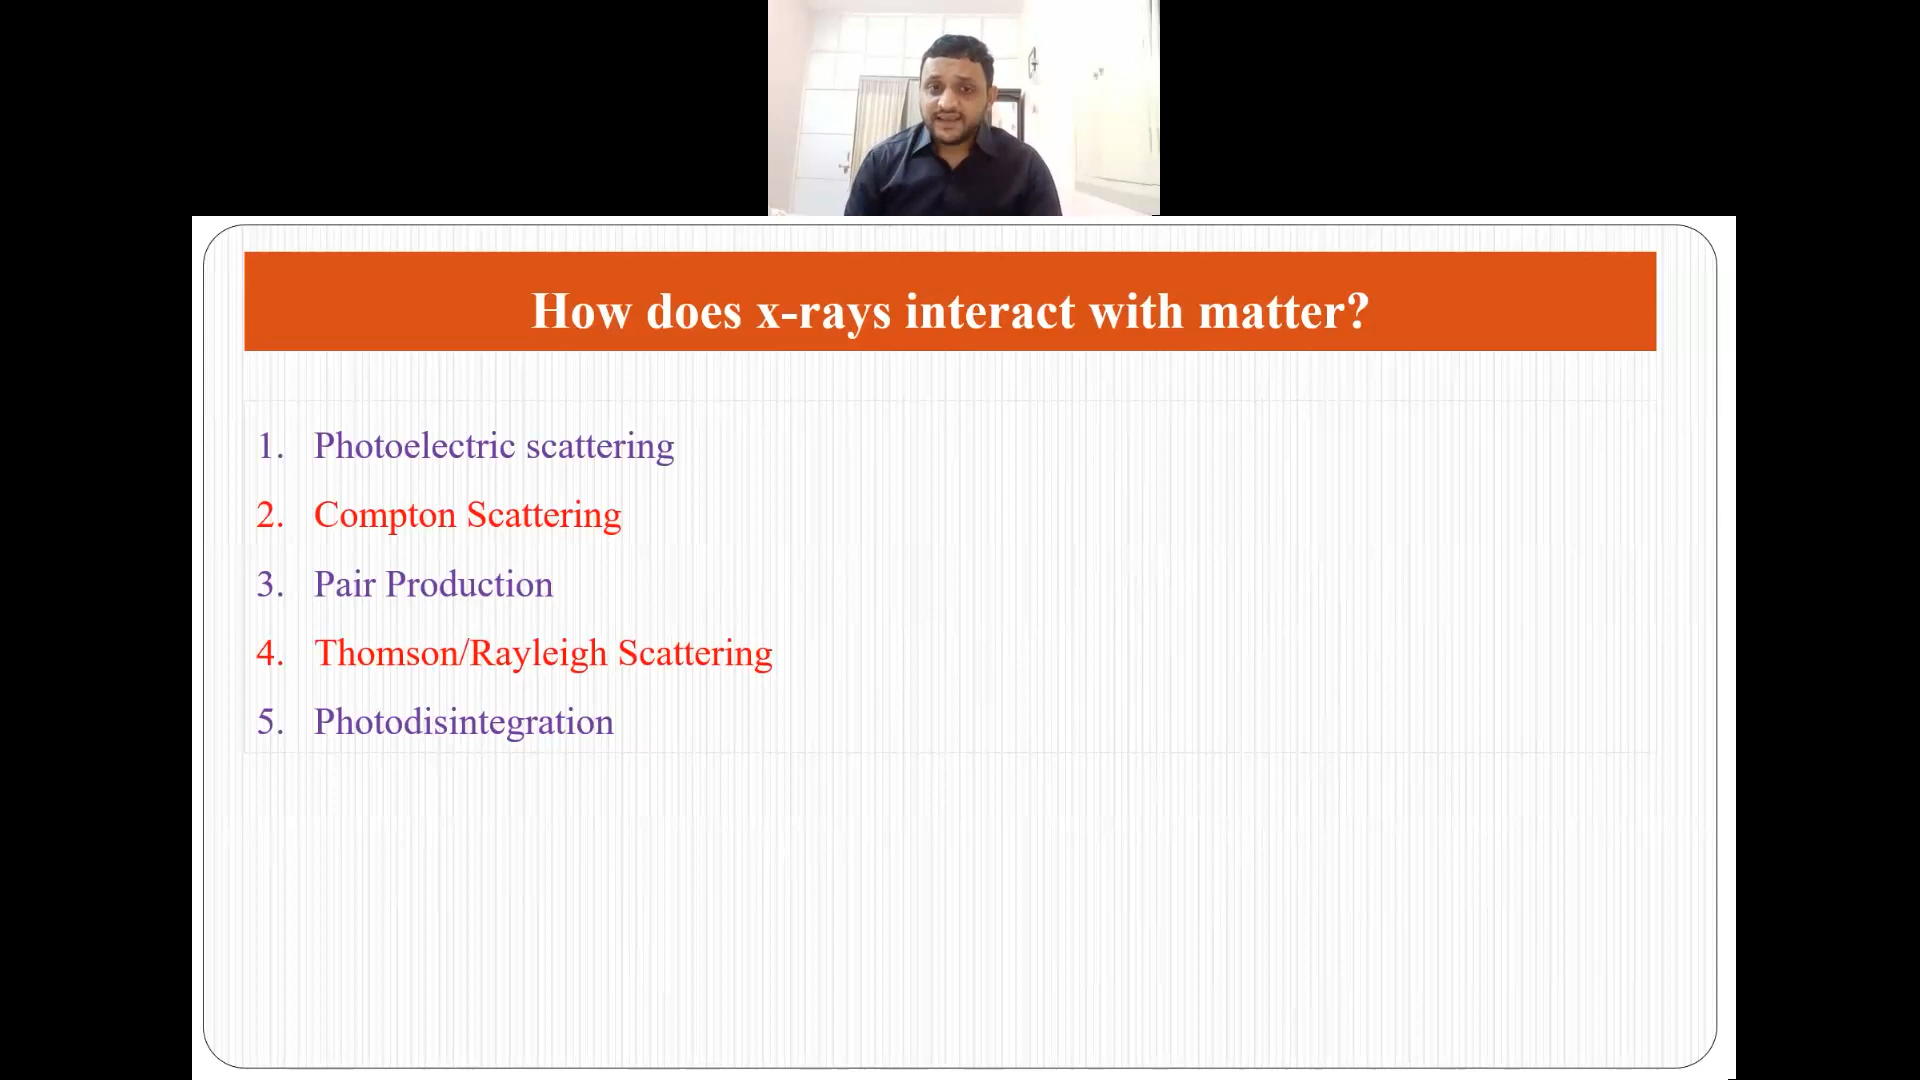 How does x-rays interact with matter?
1. Photoelectric scattering
2. Compton Scattering
3. Pair Production
4. Thomson/Rayleigh Scattering
5. Photodisintegration